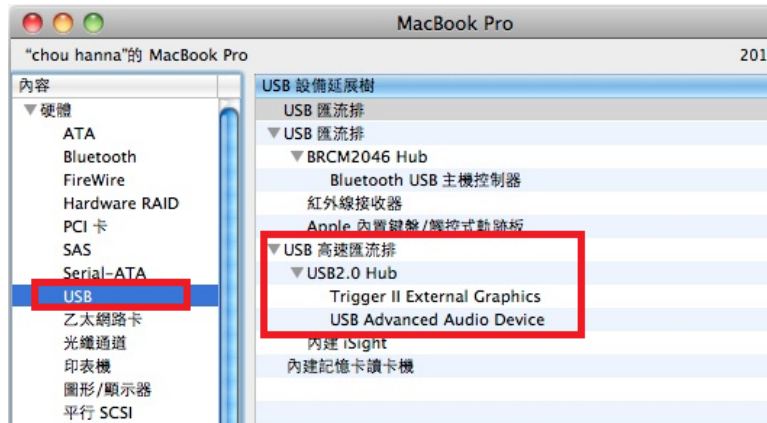 MacBook Pro
“chou hanna”的 MacBook Pro
201
內容
硬體
ATA
Bluetooth
FireWire
Hardware RAID
PCI 卡
SAS
Serial-ATA
USB
乙太網路卡
光纖通道
印表機
圖形/顯示器
平行 SCSI
USB 設備延展樹
USB 匯流排
USB 匯流排
BRCM2046 Hub
Bluetooth USB 主機控制器
紅外線接收器
Apple 內置鍵盤/觸控式軌跡板
USB 高速匯流排
USB2.0 Hub
Trigger II External Graphics
USB Advanced Audio Device
內建 iSight
內建記憶卡讀卡機